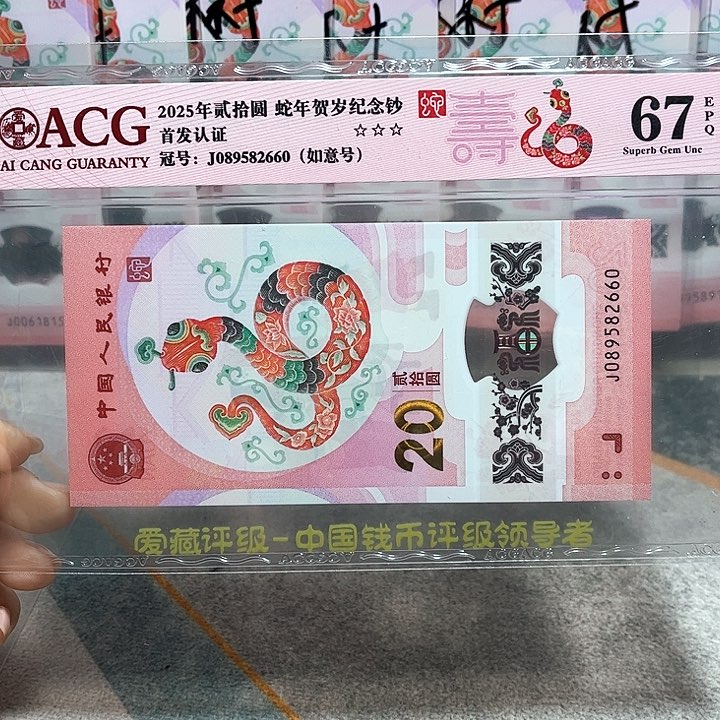 ACG
AI CANG GUARANTY
2025年贰拾圆 蛇年贺岁纪念钞
首发认证 ☆☆☆
冠号：J089582660（如意号）
67
EPQ
Superb Gem Unc
中国人民银行
贰拾圆
20
J089582660
J0061815
爱藏评级-中国钱币评级领导者